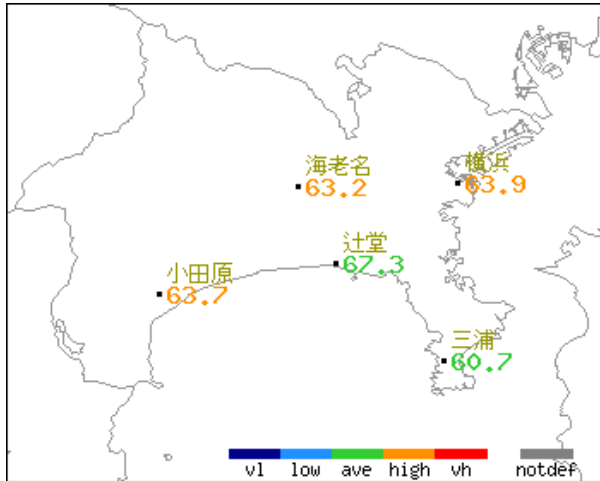 海老名
63.2
横浜
63.9
辻堂
67.3
小田原
63.7
三浦
60.7
vl low ave high vh notdef